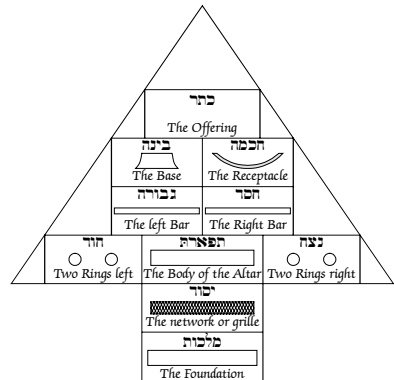 כתר
The Offering
בינה
The Base
חכמה
The Receptacle
גבורה
The left Bar
חסד
The Right Bar
הוד
Two Rings left
תפארת
The Body of the Altar
נצח
Two Rings right
יסוד
The network or grille
מלכות
The Foundation